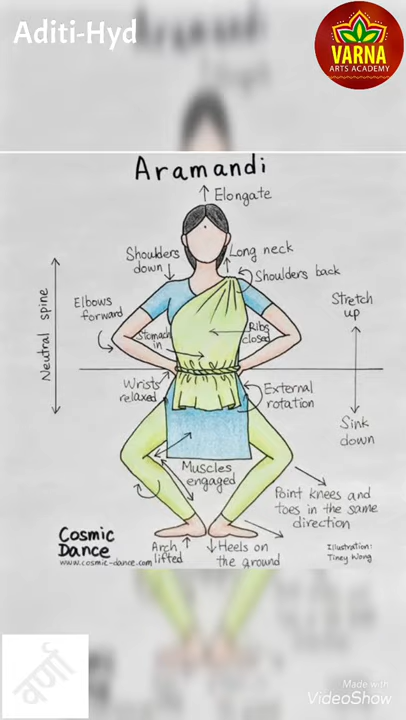 Aditi-Hyd
VARNA
ARTS ACADEMY
Aramandi
↑ Elongate
Shoulders
down ↓
Long neck
Shoulders back
Elbows
forward
Neutral spine
Stomach
in
Ribs
closed
Stretch
up
Wrists
relaxed
External
rotation
Sink
down
Muscles
engaged
Point knees and
toes in the same
direction
Cosmic
Dance
www.cosmic-dance.com
Arch ↑
lifted
↓ Heels on
the ground
Illustration:
Tiney Wong
वर्णा
Made with
VideoShow